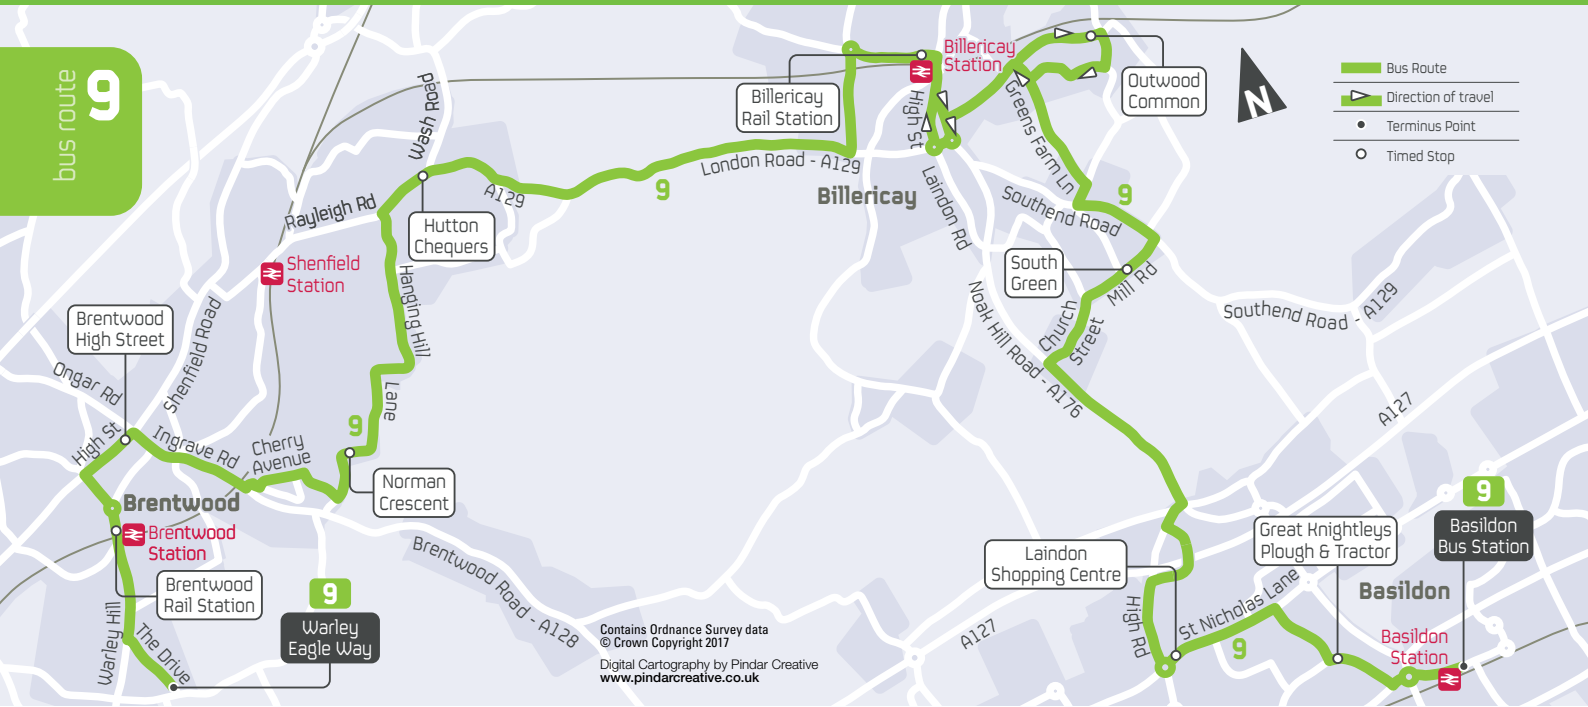 bus route
9
Brentwood
High Street
Ongar Rd
High St
Shenfield Road
Ingrave Rd
Cherry
Avenue
Brentwood
Brentwood
Station
Brentwood
Rail Station
Warley Hill
The Drive
9
Warley
Eagle Way
Shenfield
Station
Rayleigh Rd
Wash Road
Hutton
Chequers
A129
Hanging Hill
Lane
9
Norman
Crescent
Brentwood Road - A128
9
London Road - A129
Billericay
Rail Station
Billericay
Station
High St
Billericay
Laindon Rd
Greens Farm Ln
Outwood
Common
9
Southend Road
South
Green
Mill Rd
Church
Street
Noak Hill Road - A176
Southend Road - A129
A127
N
Bus Route
Direction of travel
Terminus Point
Timed Stop
Laindon
Shopping Centre
High Rd
A127
St Nicholas Lane
9
Great Knightleys
Plough & Tractor
9
Basildon
Bus Station
Basildon
Basildon
Station
Contains Ordnance Survey data
© Crown Copyright 2017
Digital Cartography by Pindar Creative
www.pindarcreative.co.uk